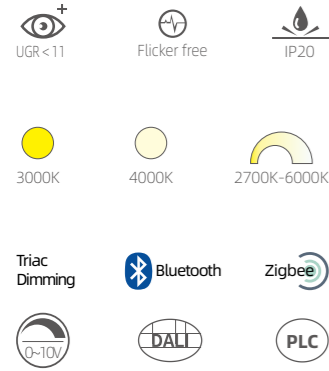 UGR<11
Flicker free
IP20
3000K
4000K
2700K-6000K
Triac
Dimming
Bluetooth
Zigbee
0~10V
DALI
PLC